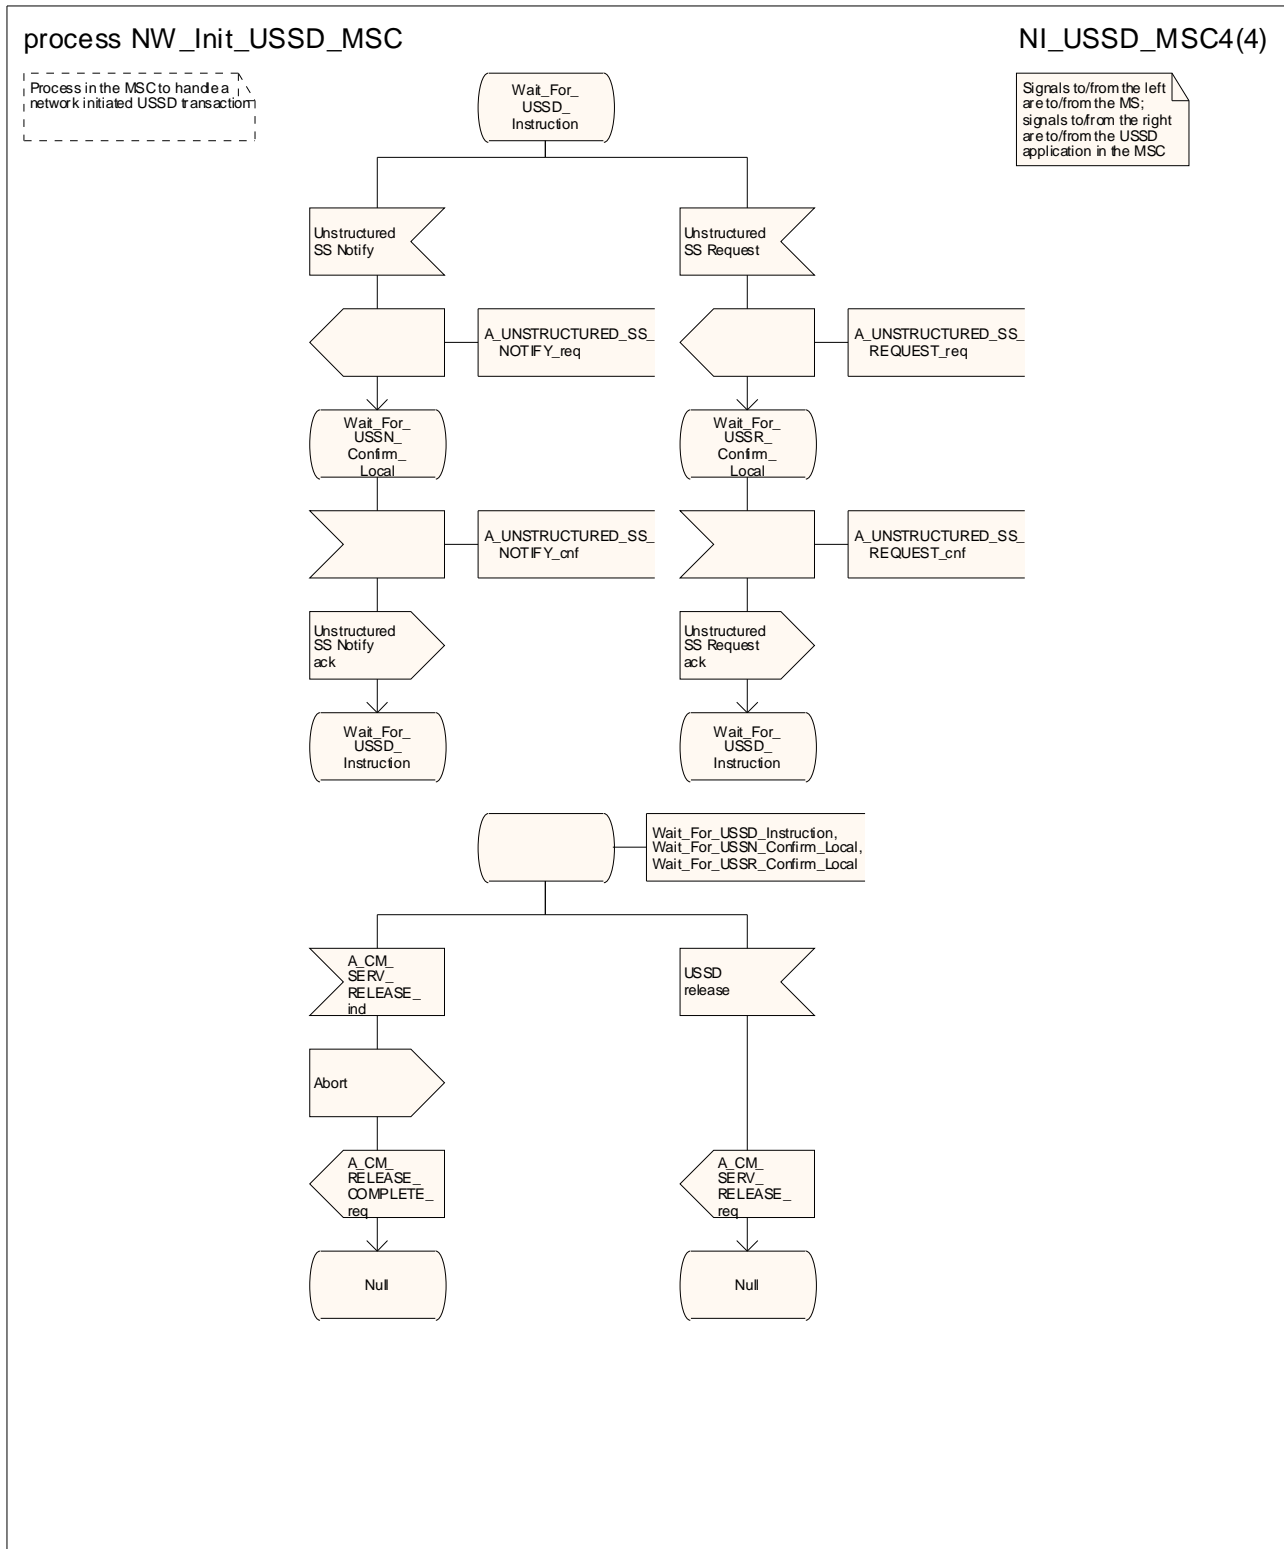 process NW_Init_USSD_MSC
NI_USSD_MSC4(4)
Process in the MSC to handle a
network initiated USSD transaction
Signals to/from the left
are to/from the MS;
signals to/from the right
are to/from the USSD
application in the MSC
Wait_For_
USSD_
Instruction
Unstructured
SS Notify
Unstructured
SS Request
A_UNSTRUCTURED_SS_
NOTIFY_req
A_UNSTRUCTURED_SS_
REQUEST_req
Wait_For_
USSN_
Confirm_
Local
Wait_For_
USSR_
Confirm_
Local
A_UNSTRUCTURED_SS_
NOTIFY_cnf
A_UNSTRUCTURED_SS_
REQUEST_cnf
Unstructured
SS Notify
ack
Unstructured
SS Request
ack
Wait_For_
USSD_
Instruction
Wait_For_
USSD_
Instruction
Wait_For_USSD_Instruction,
Wait_For_USSN_Confirm_Local,
Wait_For_USSR_Confirm_Local
A_CM_
SERV_
RELEASE_
ind
USSD
release
Abort
A_CM_
RELEASE_
COMPLETE_
req
A_CM_
SERV_
RELEASE_
req
Null
Null